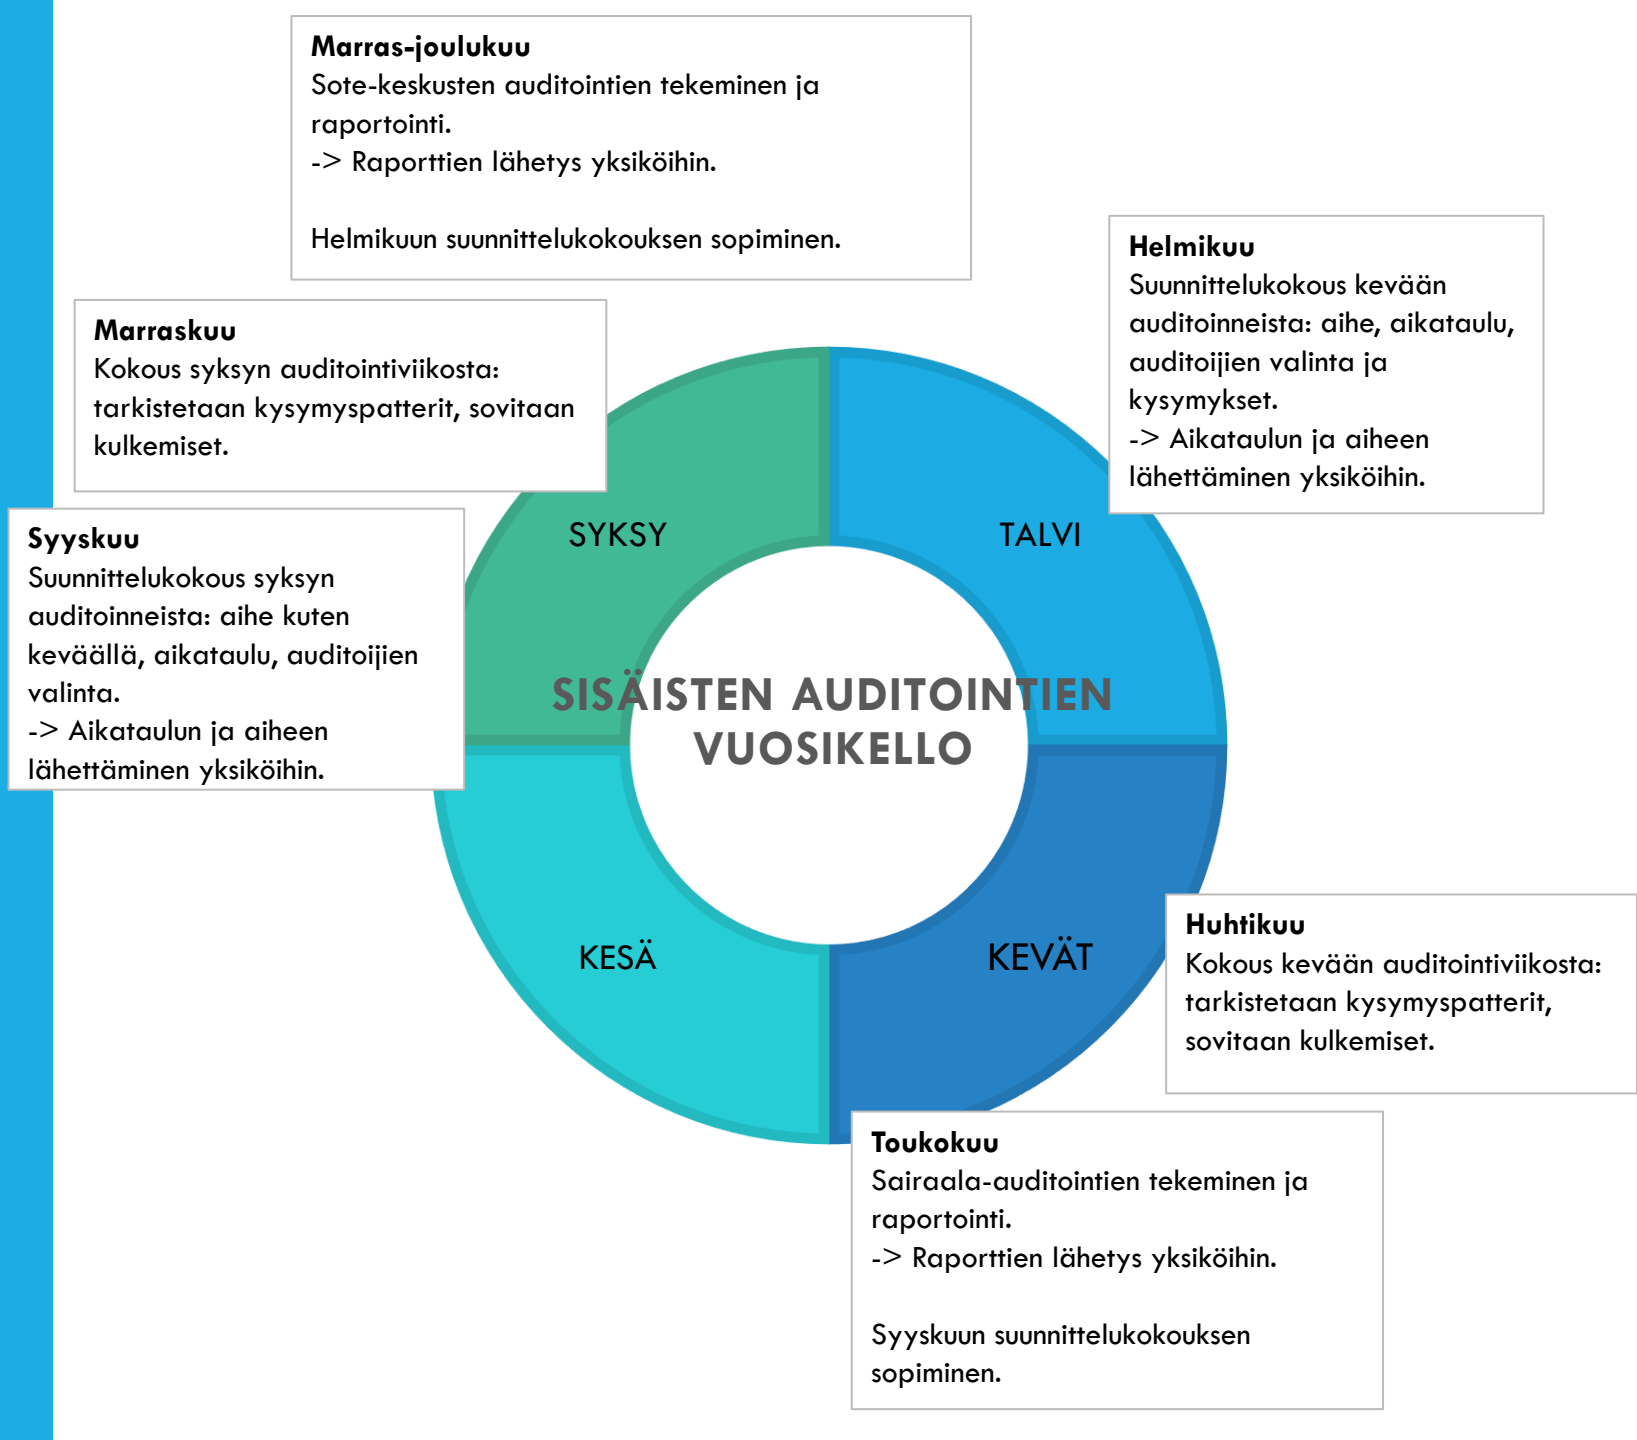 Marras-joulukuu
Sote-keskusten auditointien tekeminen ja
raportointi.
-> Raporttien lähetys yksiköihin.
Helmikuun suunnittelukokouksen sopiminen.
Helmikuu
Suunnittelukokous kevään
auditoinneista: aihe, aikataulu,
auditoijien valinta ja
kysymykset.
-> Aikataulun ja aiheen
lähettäminen yksiköihin.
Marraskuu
Kokous syksyn auditointiviikosta:
tarkistetaan kysymyspatterit, sovitaan
kulkemiset.
Syyskuu
Suunnittelukokous syksyn
auditoinneista: aihe kuten
keväällä, aikataulu, auditoijien
valinta.
-> Aikataulun ja aiheen
lähettäminen yksiköihin.
SYKSY
TALVI
SISÄISTEN AUDITOINTIEN
VUOSIKELLO
KESÄ
KEVÄT
Huhtikuu
Kokous kevään auditointiviikosta:
tarkistetaan kysymyspatterit,
sovitaan kulkemiset.
Toukokuu
Sairaala-auditointien tekeminen ja
raportointi.
-> Raporttien lähetys yksiköihin.
Syyskuun suunnittelukokouksen
sopiminen.